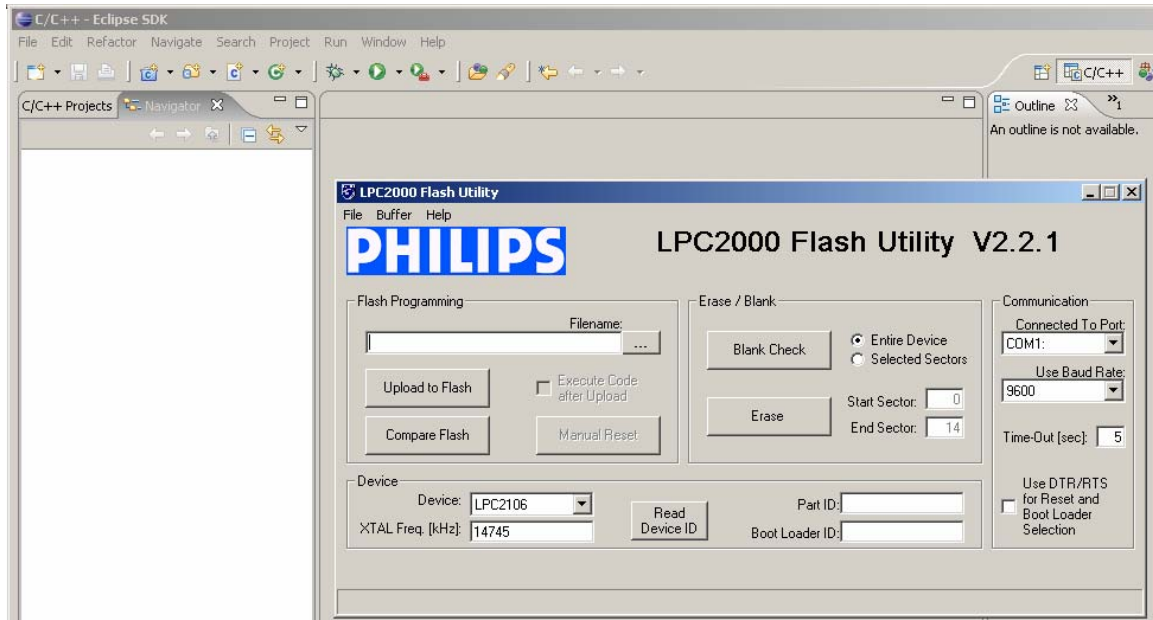 C/C++ - Eclipse SDK
File Edit Refactor Navigate Search Project Run Window Help
C/C++
C/C++ Projects Navigator
Outline
1
An outline is not available.
LPC2000 Flash Utility
File Buffer Help
PHILIPS
LPC2000 Flash Utility V2.2.1
Flash Programming
Filename:
...
Upload to Flash
Execute Code
after Upload
Compare Flash
Manual Reset
Erase / Blank
Blank Check
Entire Device
Selected Sectors
Erase
Start Sector: 0
End Sector: 14
Communication
Connected To Port:
COM1:
Use Baud Rate:
9600
Time-Out [sec]: 5
Use DTR/RTS
for Reset and
Boot Loader
Selection
Device
Device: LPC2106
XTAL Freq. [kHz]: 14745
Read
Device ID
Part ID:
Boot Loader ID: